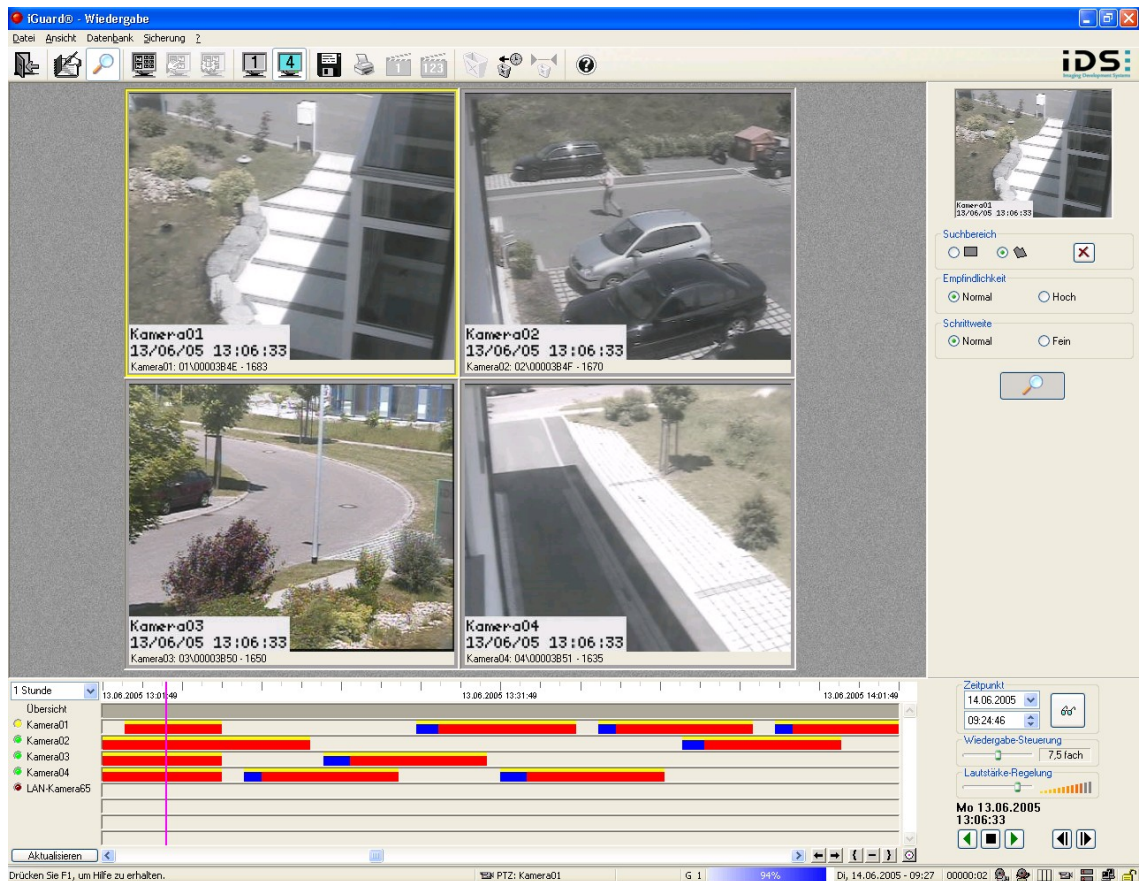 iGuard® - Wiedergabe
Datei Ansicht Datenbank Sicherung ?
1 4 1 123
iDS:
Imaging Development Systems
Kamera01
13/06/05 13:06:33
Kamera01: 01\00003B4E - 1683
Kamera02
13/06/05 13:06:33
Kamera02: 02\00003B4F - 1670
Kamera03
13/06/05 13:06:33
Kamera03: 03\00003B50 - 1650
Kamera04
13/06/05 13:06:33
Kamera04: 04\00003B51 - 1635
Kamera01
13/06/05 13:06:33
Suchbereich
Empfindlichkeit
Normal Hoch
Schrittweite
Normal Fein
1 Stunde
13.06.2005 13:01:49 13.06.2005 13:31:49 13.06.2005 14:01:49
Übersicht
Kamera01
Kamera02
Kamera03
Kamera04
LAN-Kamera65
Aktualisieren
Zeitpunkt
14.06.2005
09:24:46
Wiedergabe-Steuerung
7,5 fach
Lautstärke-Regelung
Mo 13.06.2005
13:06:33
Drücken Sie F1, um Hilfe zu erhalten. PTZ: Kamera01 G 1 94% Di, 14.06.2005 - 09:27 00000:02